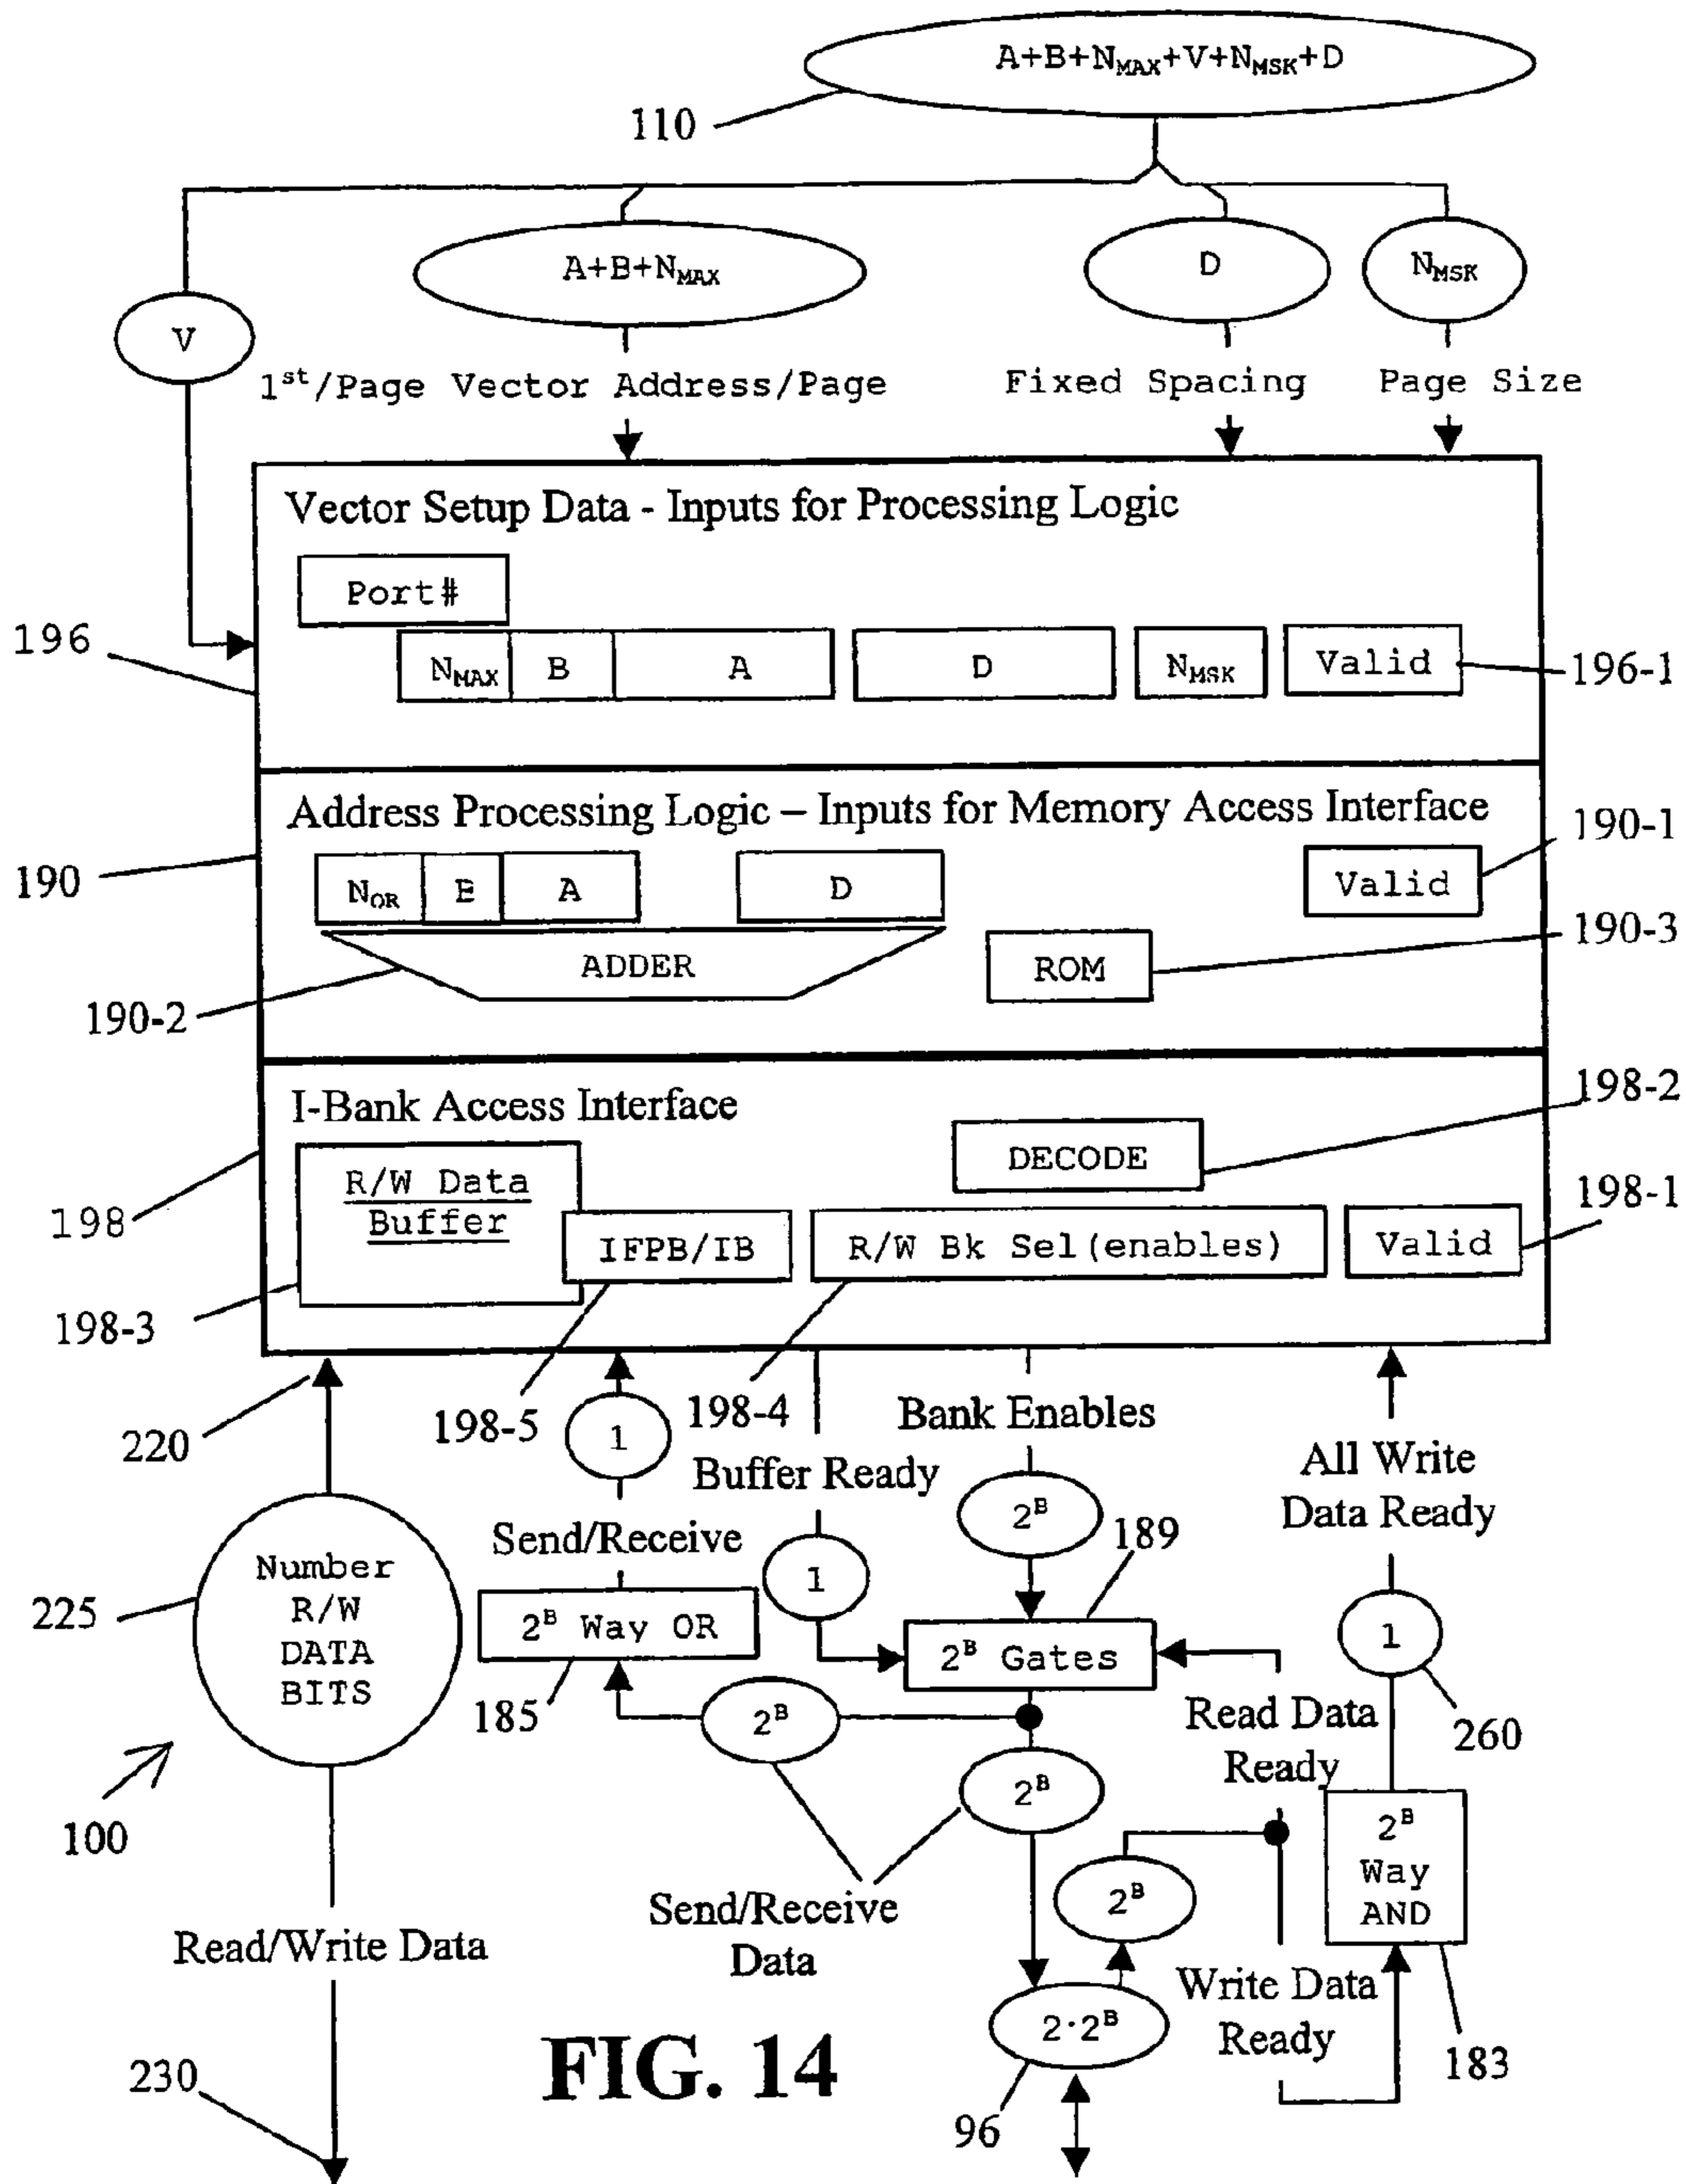 A+B+N_MAX+V+N_MSK+D
110
A+B+N_MAX
D
N_MSK
V
1st/Page Vector Address/Page
Fixed Spacing
Page Size
Vector Setup Data - Inputs for Processing Logic
Port#
196
N_MAX B A D N_MSK Valid
196-1
Address Processing Logic – Inputs for Memory Access Interface
190-1
190
N_OR B A D Valid
190-3
ADDER
ROM
190-2
198-2
I-Bank Access Interface
DECODE
R/W Data
Buffer
198-1
198
IFPB/IB
R/W Bk Sel(enables)
Valid
198-3
220
198-5
1
198-4
Bank Enables
Buffer Ready
All Write
Data Ready
2^B
189
Send/Receive
Number
R/W
DATA
BITS
225
1
1
2^B Way OR
2^B Gates
185
2^B
Read Data
Ready
260
2^B
100
2^B
Way
AND
2^B
Send/Receive
Data
Read/Write Data
Write Data
Ready
2·2^B
183
FIG. 14
230
96